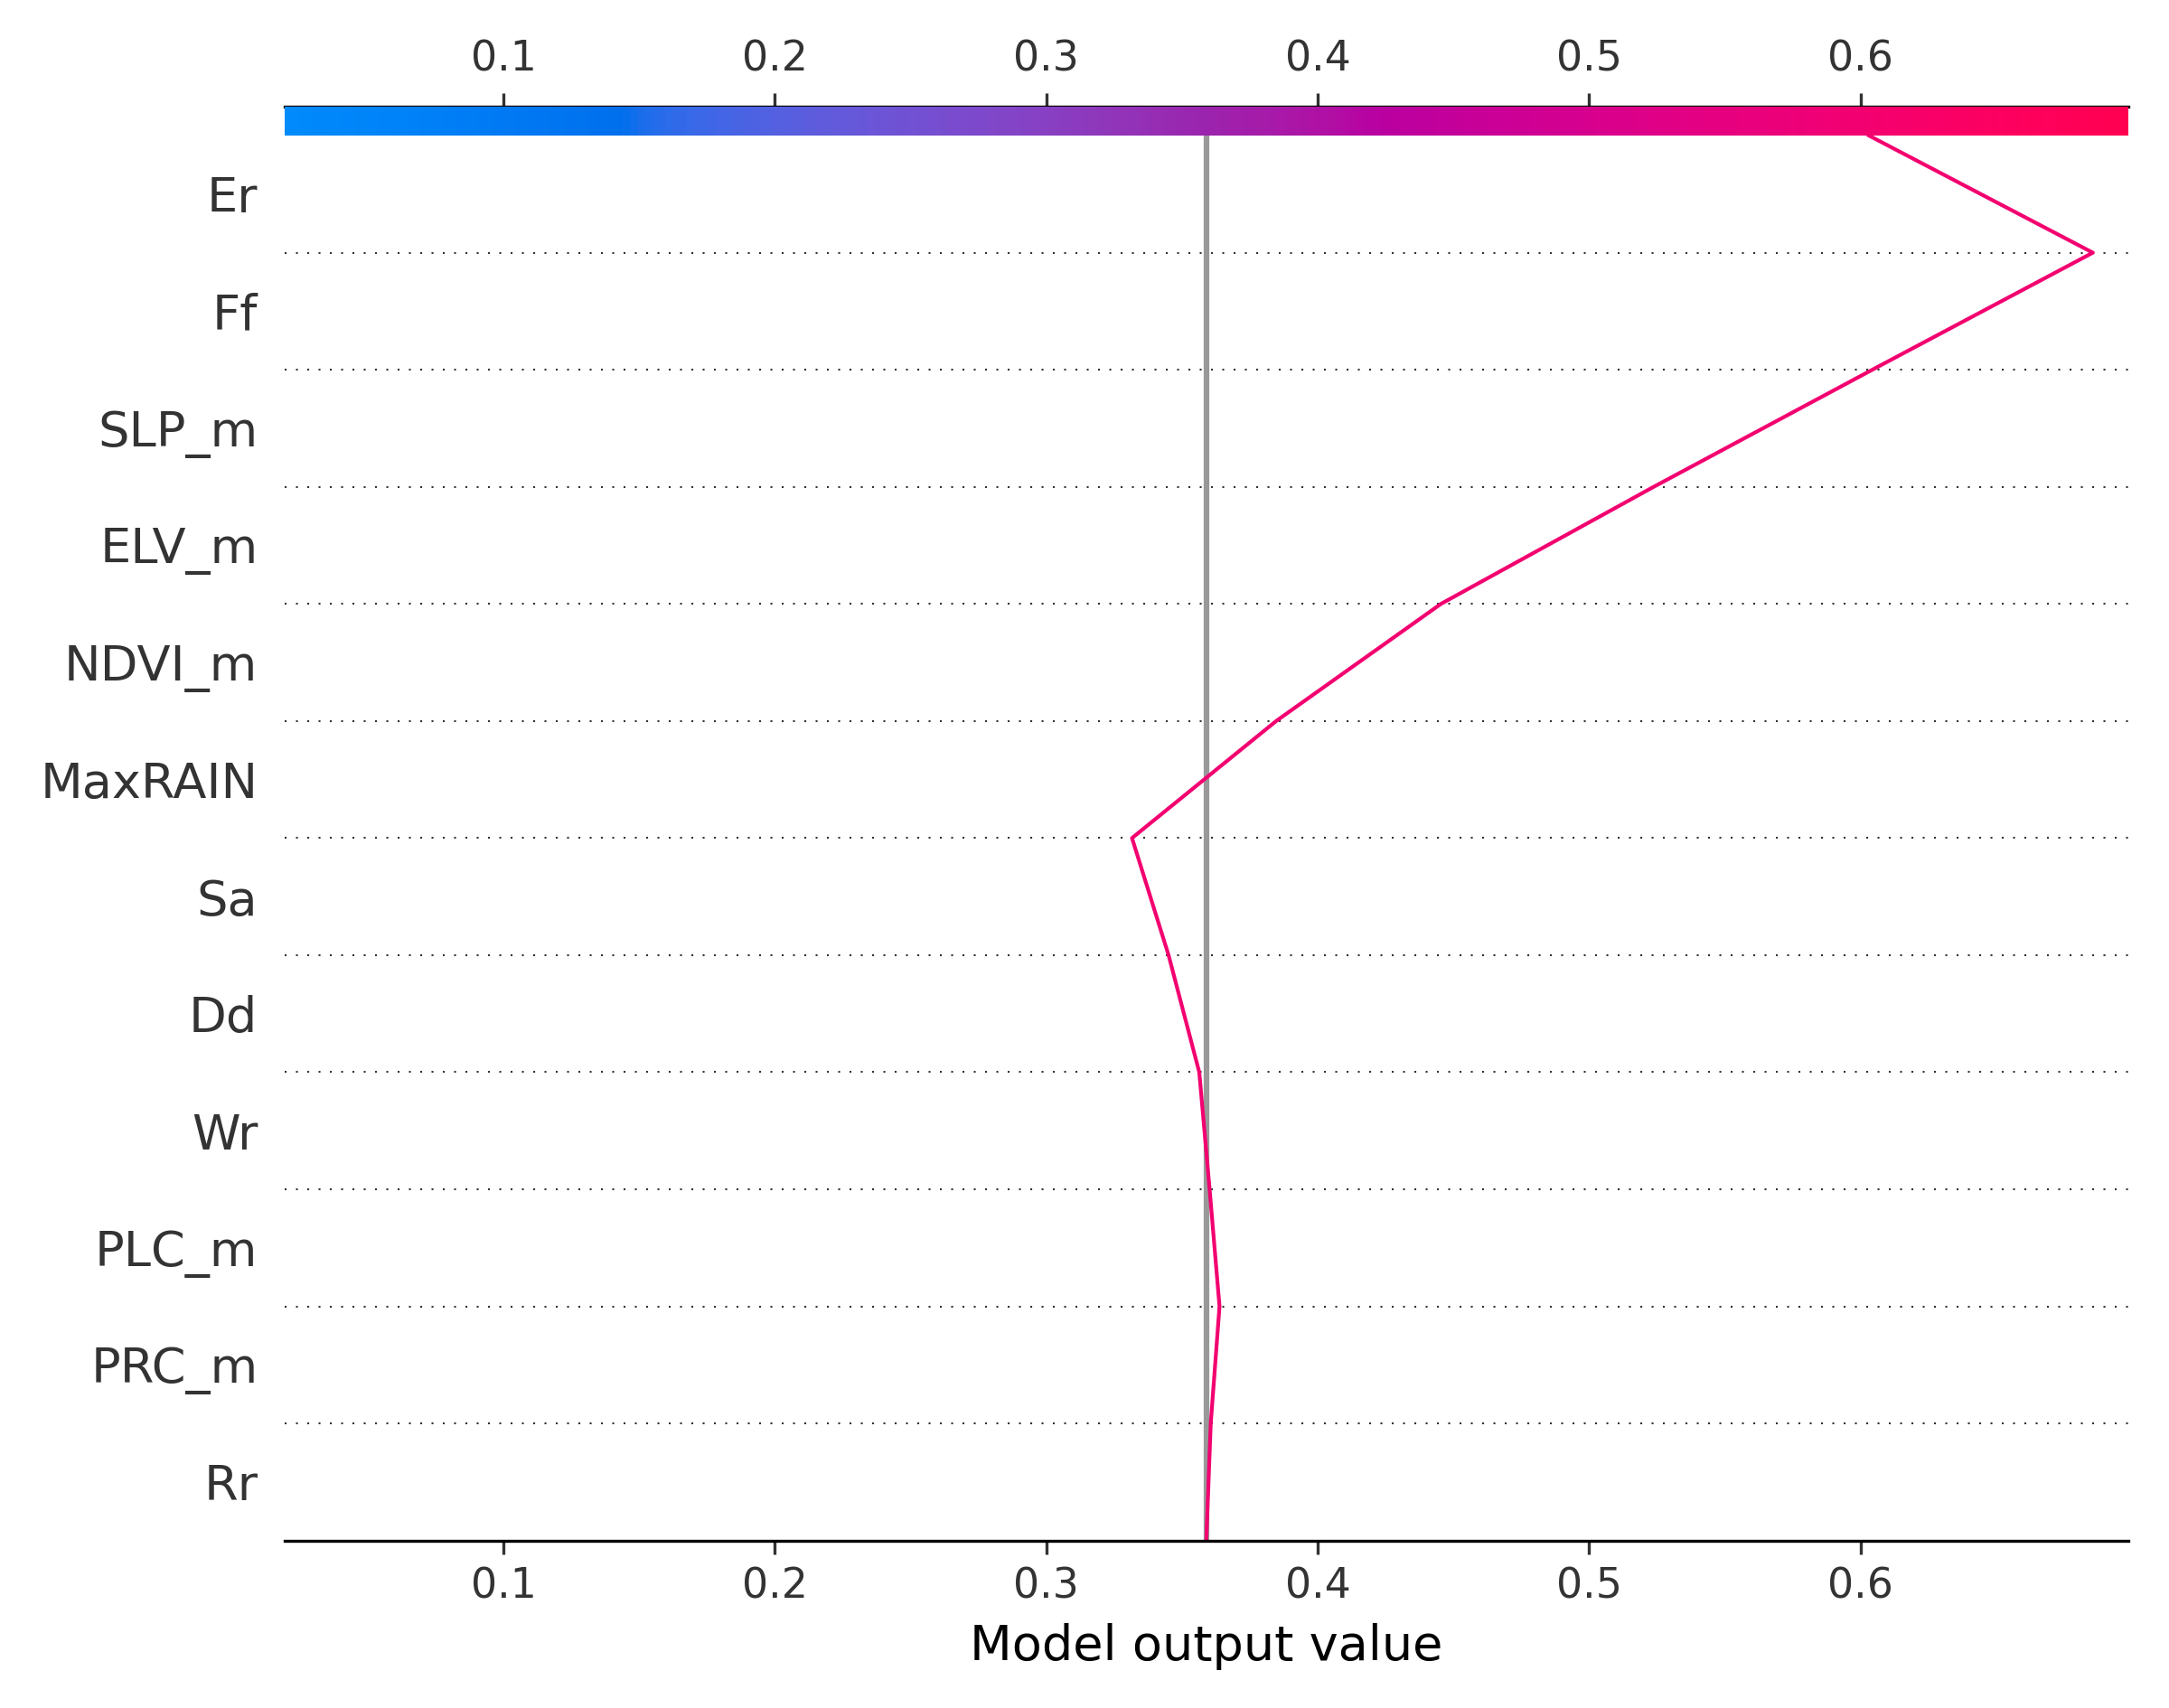 0.1 0.2 0.3 0.4 0.5 0.6
Er
Ff
SLP_m
ELV_m
NDVI_m
MaxRAIN
Sa
Dd
Wr
PLC_m
PRC_m
Rr
0.1 0.2 0.3 0.4 0.5 0.6
Model output value